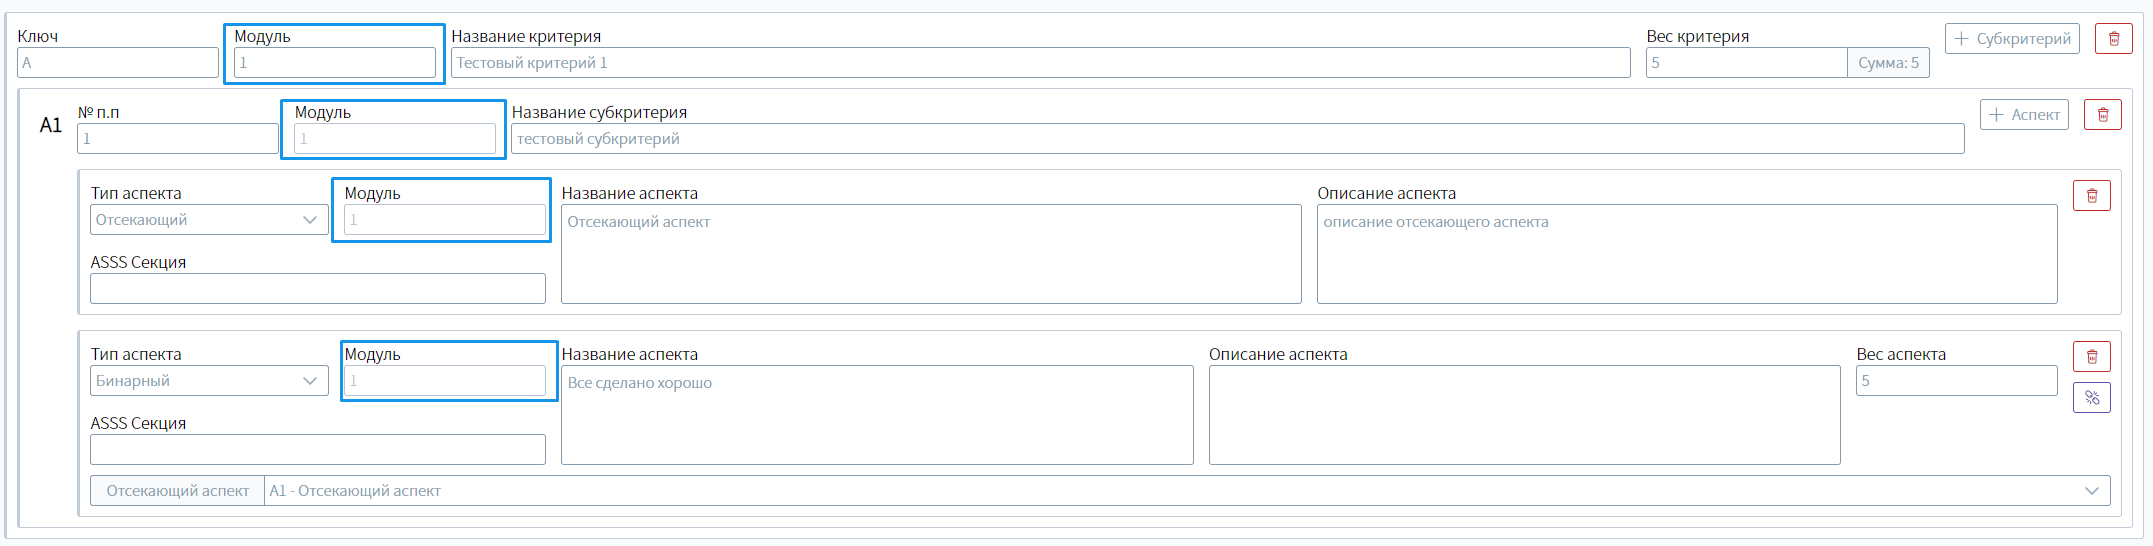 Ключ Модуль Название критерия Вес критерия
A 1 Тестовый критерий 1 5 Сумма: 5 Субкритерий
№ п.п Модуль Название субкритерия
A1 1 1 тестовый субкритерий Аспект
Тип аспекта Модуль Название аспекта Описание аспекта
Отсекающий 1 Отсекающий аспект описание отсекающего аспекта
ASSS Секция
Тип аспекта Модуль Название аспекта Описание аспекта Вес аспекта
Бинарный 1 Все сделано хорошо 5
ASSS Секция
Отсекающий аспект A1 - Отсекающий аспект